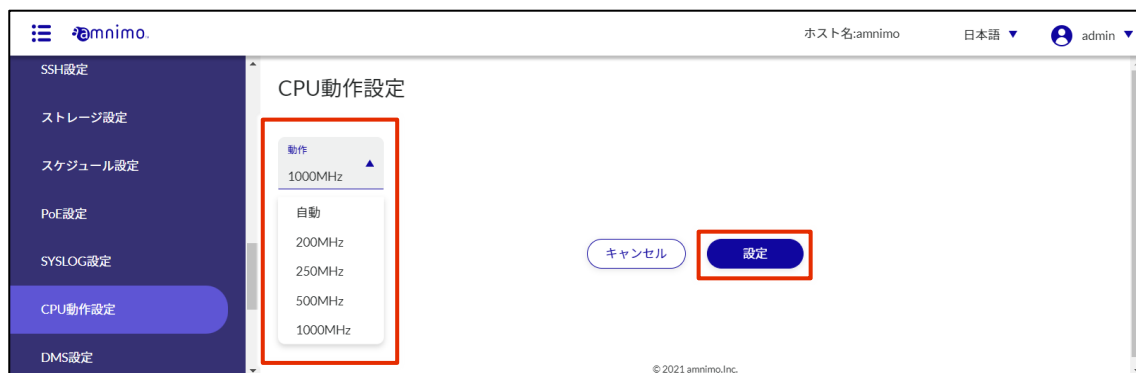 amnimo.
ホスト名:amnimo
日本語
admin
SSH設定
ストレージ設定
スケジュール設定
PoE設定
SYSLOG設定
CPU動作設定
DMS設定
CPU動作設定
動作
1000MHz
自動
200MHz
250MHz
500MHz
1000MHz
キャンセル
設定
© 2021 amnimo.Inc.